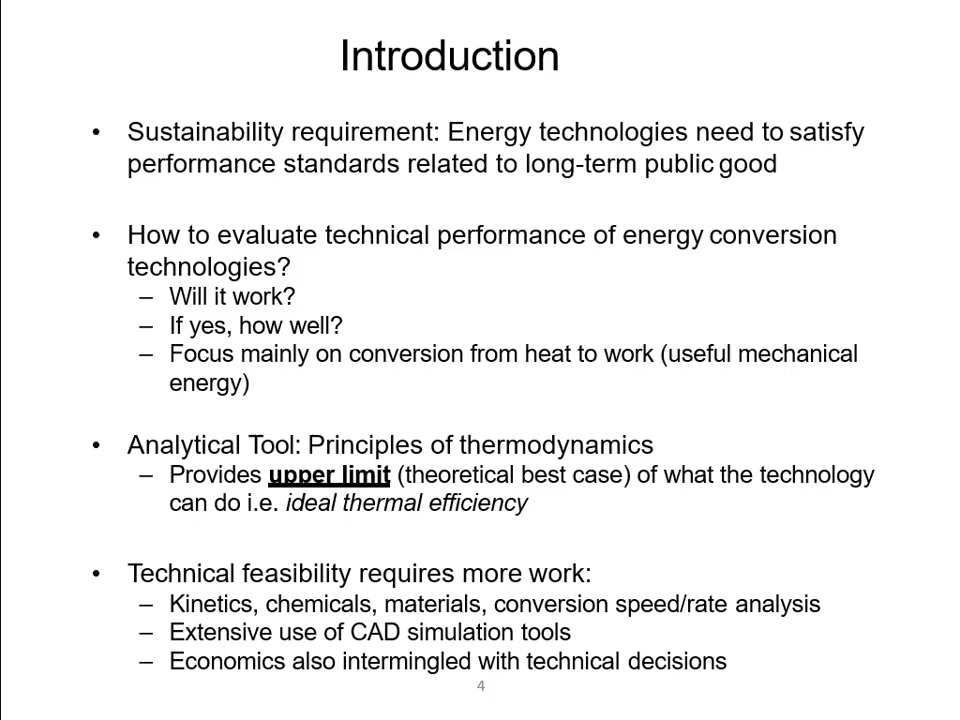 Introduction
• Sustainability requirement: Energy technologies need to satisfy
performance standards related to long-term public good
• How to evaluate technical performance of energy conversion
technologies?
– Will it work?
– If yes, how well?
– Focus mainly on conversion from heat to work (useful mechanical
energy)
• Analytical Tool: Principles of thermodynamics
– Provides upper limit (theoretical best case) of what the technology
can do i.e. ideal thermal efficiency
• Technical feasibility requires more work:
– Kinetics, chemicals, materials, conversion speed/rate analysis
– Extensive use of CAD simulation tools
– Economics also intermingled with technical decisions
4